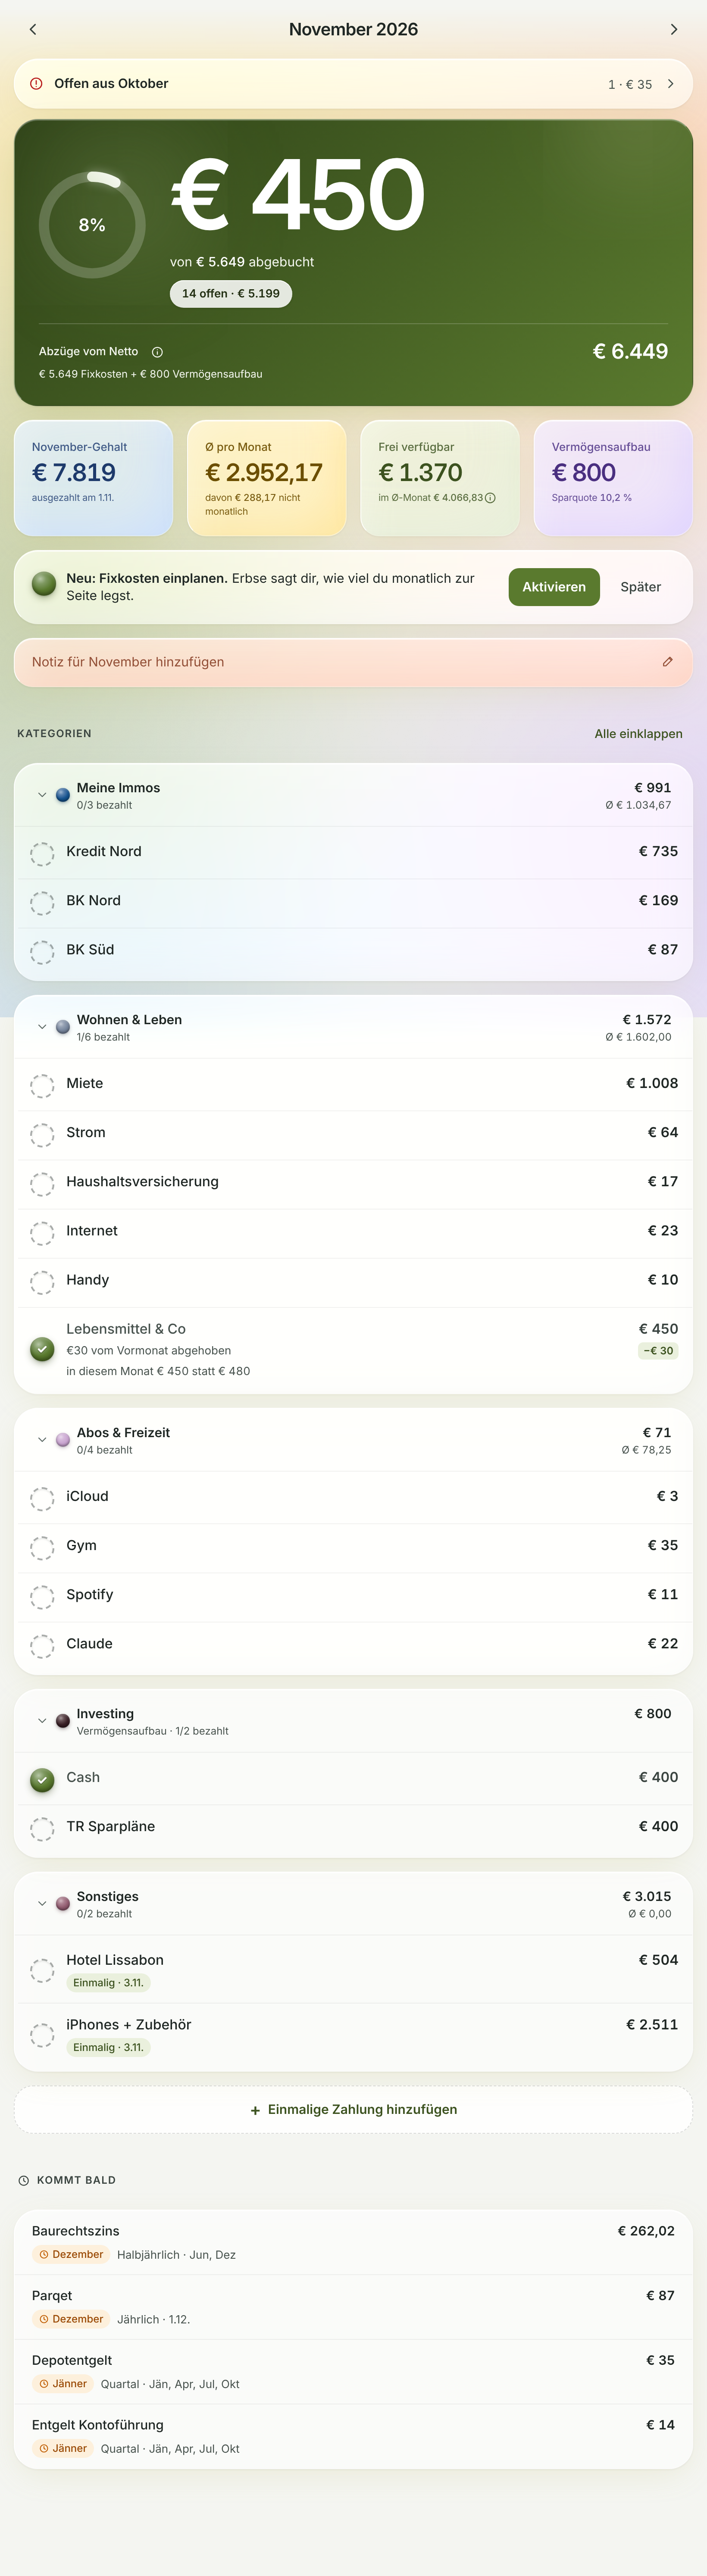 November 2026
Offen aus Oktober
1 · € 35
8%
€ 450
von € 5.649 abgebucht
14 offen · € 5.199
Abzüge vom Netto
€ 6.449
€ 5.649 Fixkosten + € 800 Vermögensaufbau
November-Gehalt
€ 7.819
ausgezahlt am 1.11.
Ø pro Monat
€ 2.952,17
davon € 288,17 nicht
monatlich
Frei verfügbar
€ 1.370
im Ø-Monat € 4.066,83
Vermögensaufbau
€ 800
Sparquote 10,2 %
Neu: Fixkosten einplanen. Erbse sagt dir, wie viel du monatlich zur
Seite legst.
Aktivieren
Später
Notiz für November hinzufügen
KATEGORIEN
Alle einklappen
Meine Immos
€ 991
0/3 bezahlt
Ø € 1.034,67
Kredit Nord
€ 735
BK Nord
€ 169
BK Süd
€ 87
Wohnen & Leben
€ 1.572
1/6 bezahlt
Ø € 1.602,00
Miete
€ 1.008
Strom
€ 64
Haushaltsversicherung
€ 17
Internet
€ 23
Handy
€ 10
Lebensmittel & Co
€ 450
€30 vom Vormonat abgehoben
−€ 30
in diesem Monat € 450 statt € 480
Abos & Freizeit
€ 71
0/4 bezahlt
Ø € 78,25
iCloud
€ 3
Gym
€ 35
Spotify
€ 11
Claude
€ 22
Investing
€ 800
Vermögensaufbau · 1/2 bezahlt
Cash
€ 400
TR Sparpläne
€ 400
Sonstiges
€ 3.015
0/2 bezahlt
Ø € 0,00
Hotel Lissabon
€ 504
Einmalig · 3.11.
iPhones + Zubehör
€ 2.511
Einmalig · 3.11.
+ Einmalige Zahlung hinzufügen
KOMMT BALD
Baurechtszins
€ 262,02
Dezember Halbjährlich · Jun, Dez
Parqet
€ 87
Dezember Jährlich · 1.12.
Depotentgelt
€ 35
Jänner Quartal · Jän, Apr, Jul, Okt
Entgelt Kontoführung
€ 14
Jänner Quartal · Jän, Apr, Jul, Okt